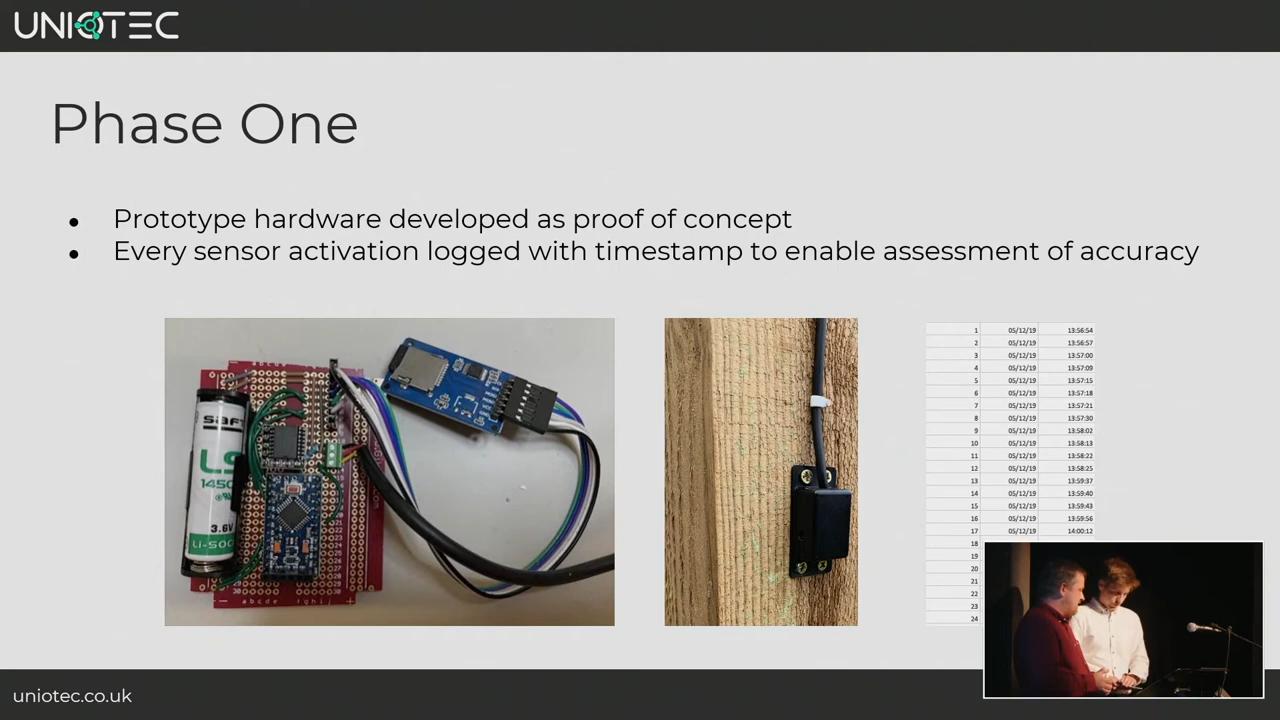 UNIOTEC
Phase One
● Prototype hardware developed as proof of concept
● Every sensor activation logged with timestamp to enable assessment of accuracy
saft
LS
3.6V
Li-SOCl
1 05/12/19 13:56:54
2 05/12/19 13:56:57
3 05/12/19 13:57:00
4 05/12/19 13:57:09
5 05/12/19 13:57:15
6 05/12/19 13:57:18
7 05/12/19 13:57:21
8 05/12/19 13:57:30
9 05/12/19 13:58:02
10 05/12/19 13:58:13
11 05/12/19 13:58:22
12 05/12/19 13:58:25
13 05/12/19 13:59:37
14 05/12/19 13:59:40
15 05/12/19 13:59:43
16 05/12/19 13:59:56
17 05/12/19 14:00:12
18
19
20
21
22
23
24
uniotec.co.uk